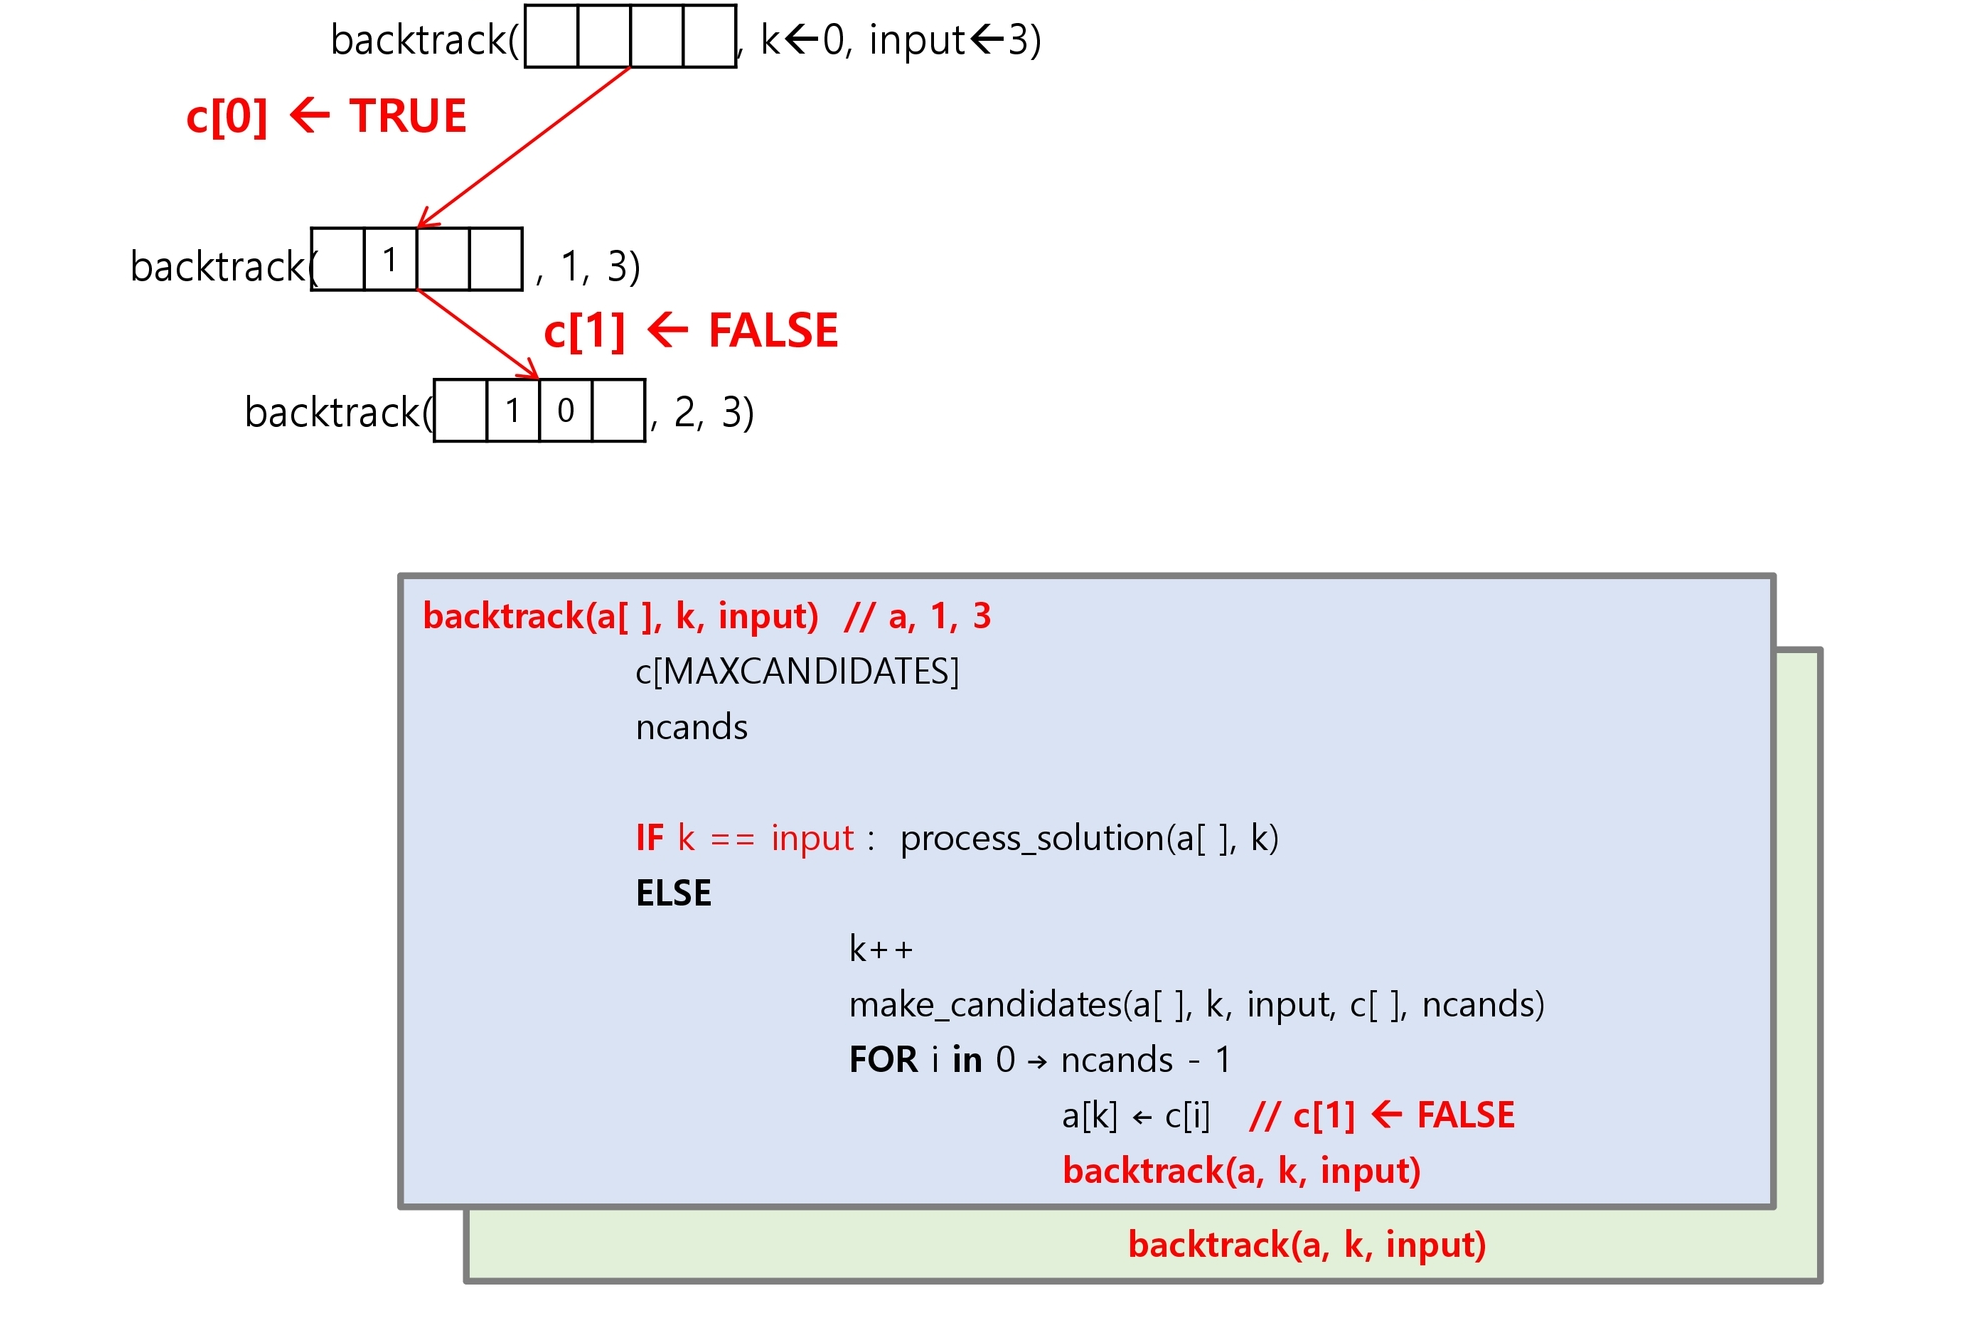 backtrack( , k←0, input←3)
c[0] ← TRUE
backtrack( 1 , 1, 3)
c[1] ← FALSE
backtrack( 1 0 , 2, 3)
backtrack(a[ ], k, input) // a, 1, 3
c[MAXCANDIDATES]
ncands
IF k == input : process_solution(a[ ], k)
ELSE
k++
make_candidates(a[ ], k, input, c[ ], ncands)
FOR i in 0 → ncands - 1
a[k] ← c[i] // c[1] ← FALSE
backtrack(a, k, input)
backtrack(a, k, input)